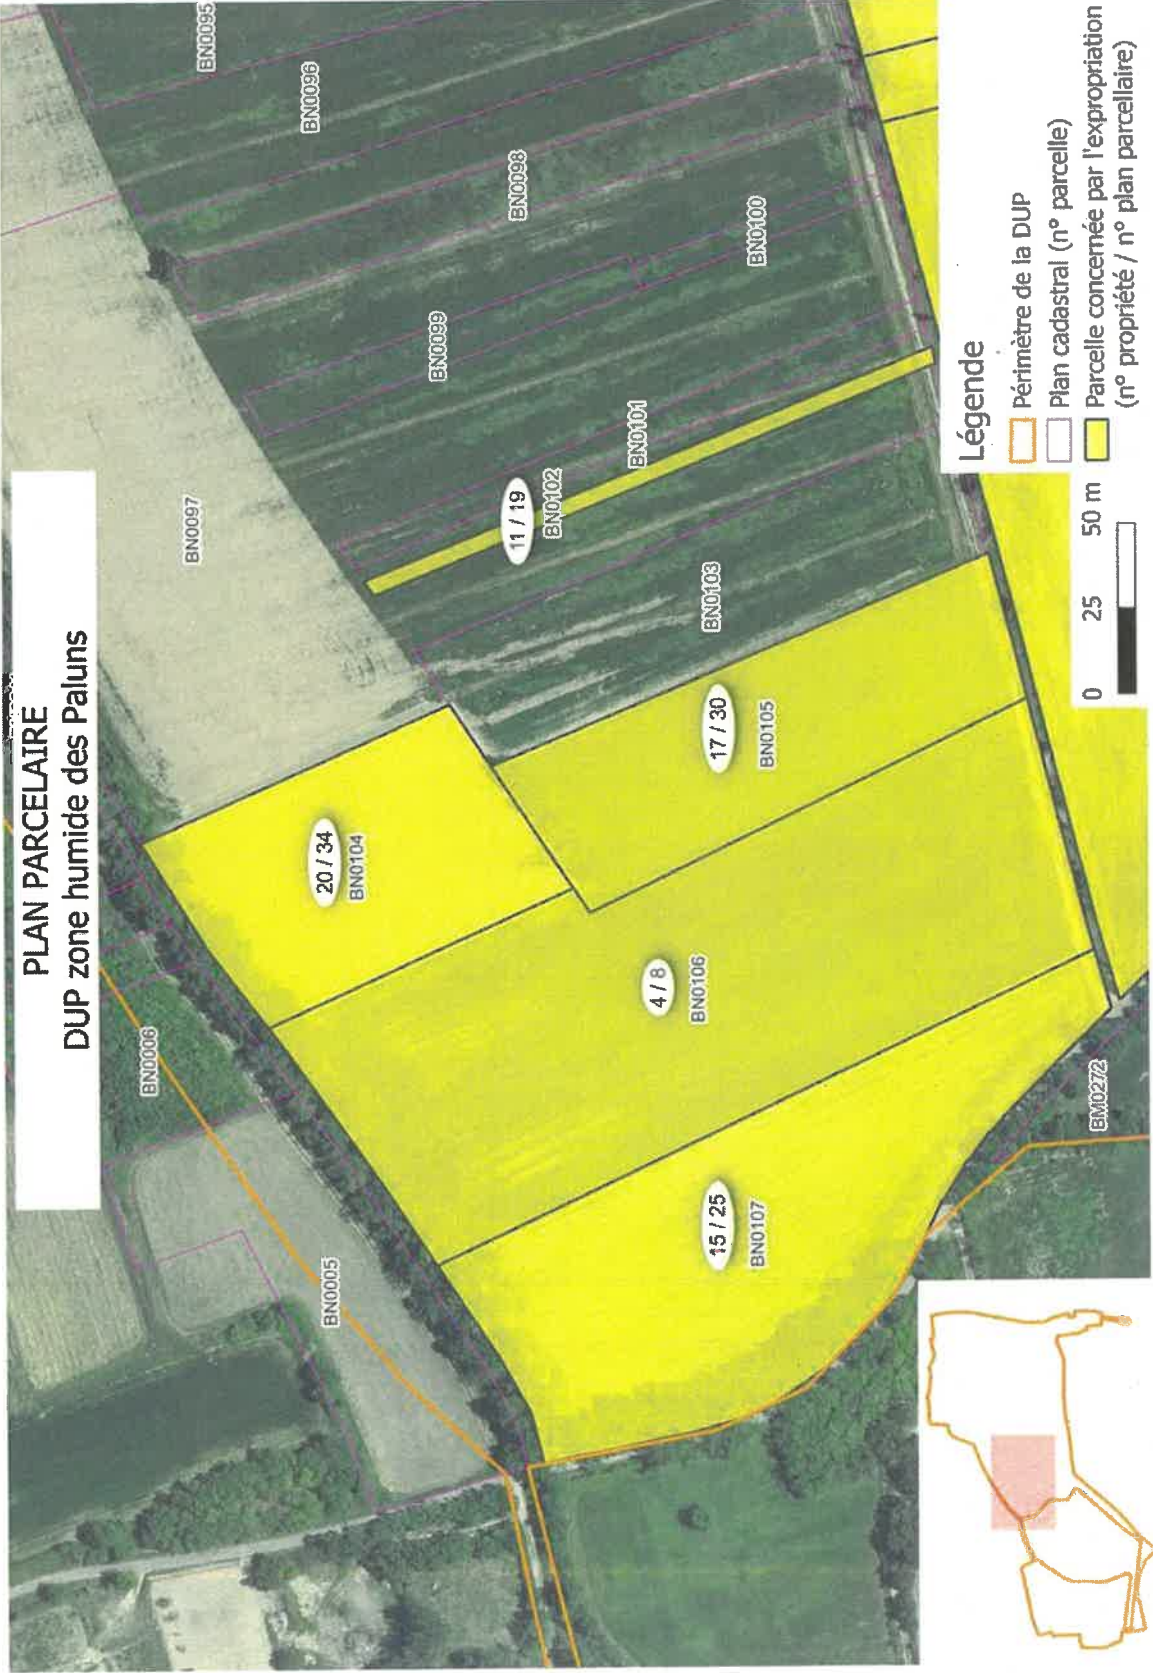 PLAN PARCELAIRE
DUP zone humide des Paluns
BN0095
BN0096
BN0097
BN0098
BN0099
BN0100
BN0101
11 / 19
BN0102
BN0103
20 / 34
BN0104
17 / 30
BN0105
4 / 8
BN0106
15 / 25
BN0107
BN0006
BN0005
BM0272
0 25 50 m
Légende
Périmètre de la DUP
Plan cadastral (n° parcelle)
Parcelle concernée par l'expropriation
(n° propriété / n° plan parcellaire)